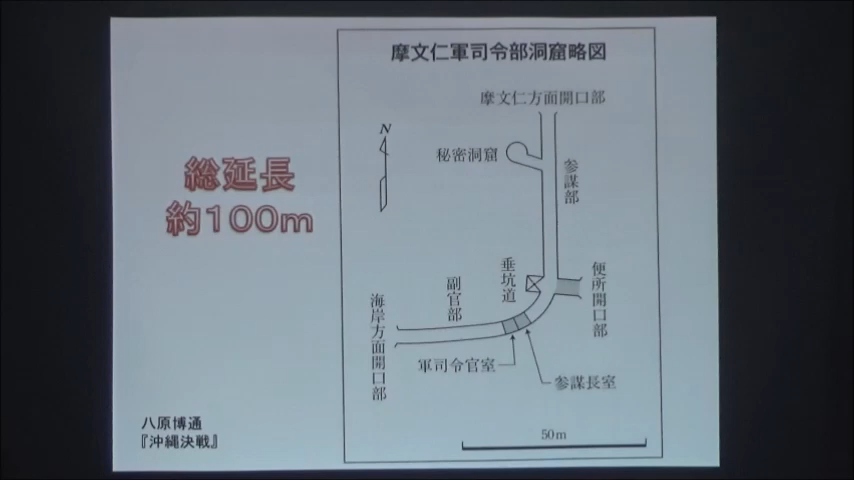 摩文仁軍司令部洞窟略図
摩文仁方面開口部
N
秘密洞窟
参謀部
総延長
約100m
垂坑道
便所開口部
副官部
海岸方面開口部
軍司令官室
参謀長室
八原博通
『沖縄決戦』
50m